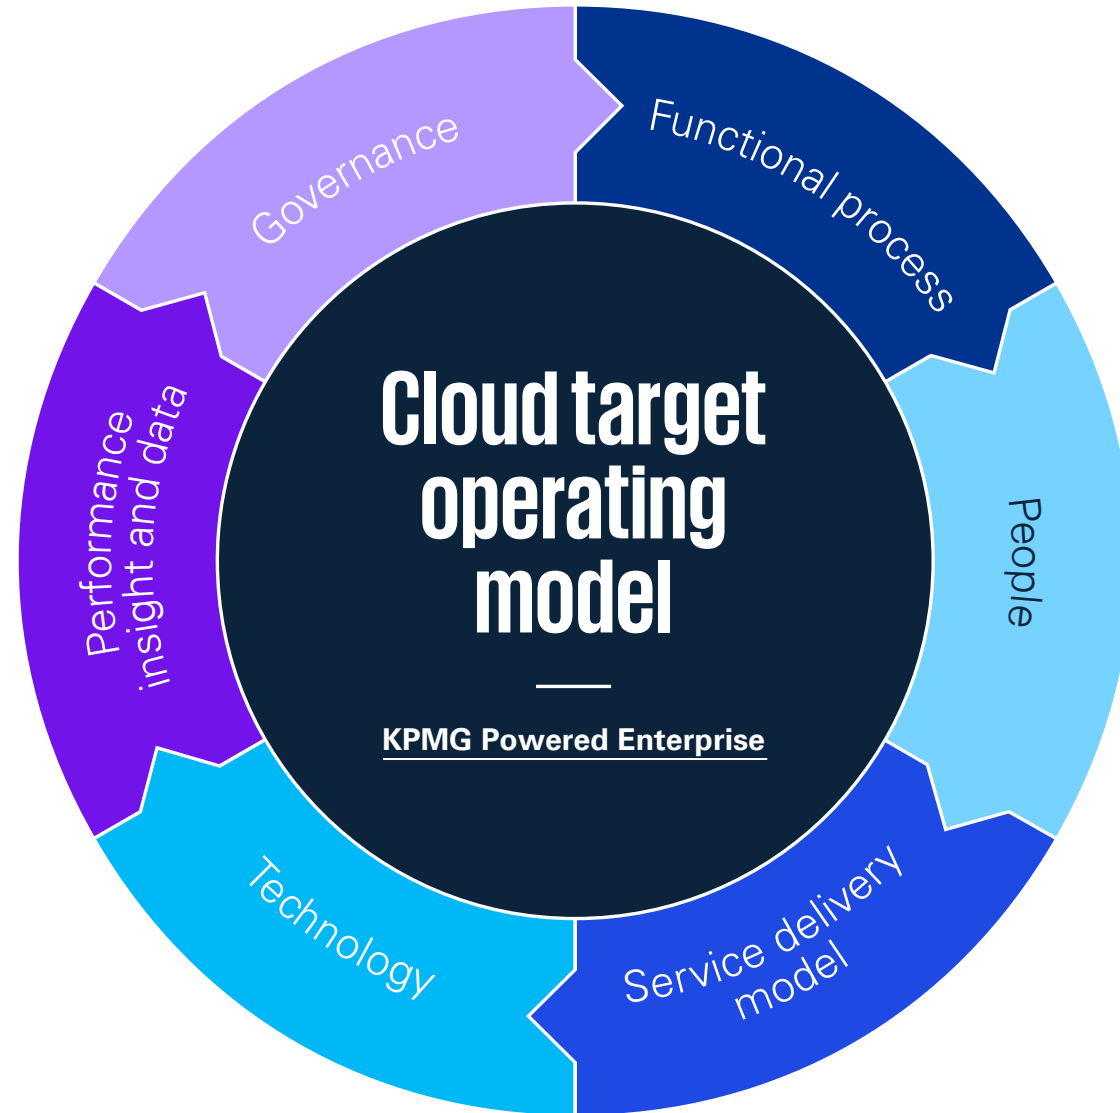 Governance
Functional process
People
Service delivery
model
Technology
Performance
insight and data
Cloud target
operating
model
KPMG Powered Enterprise